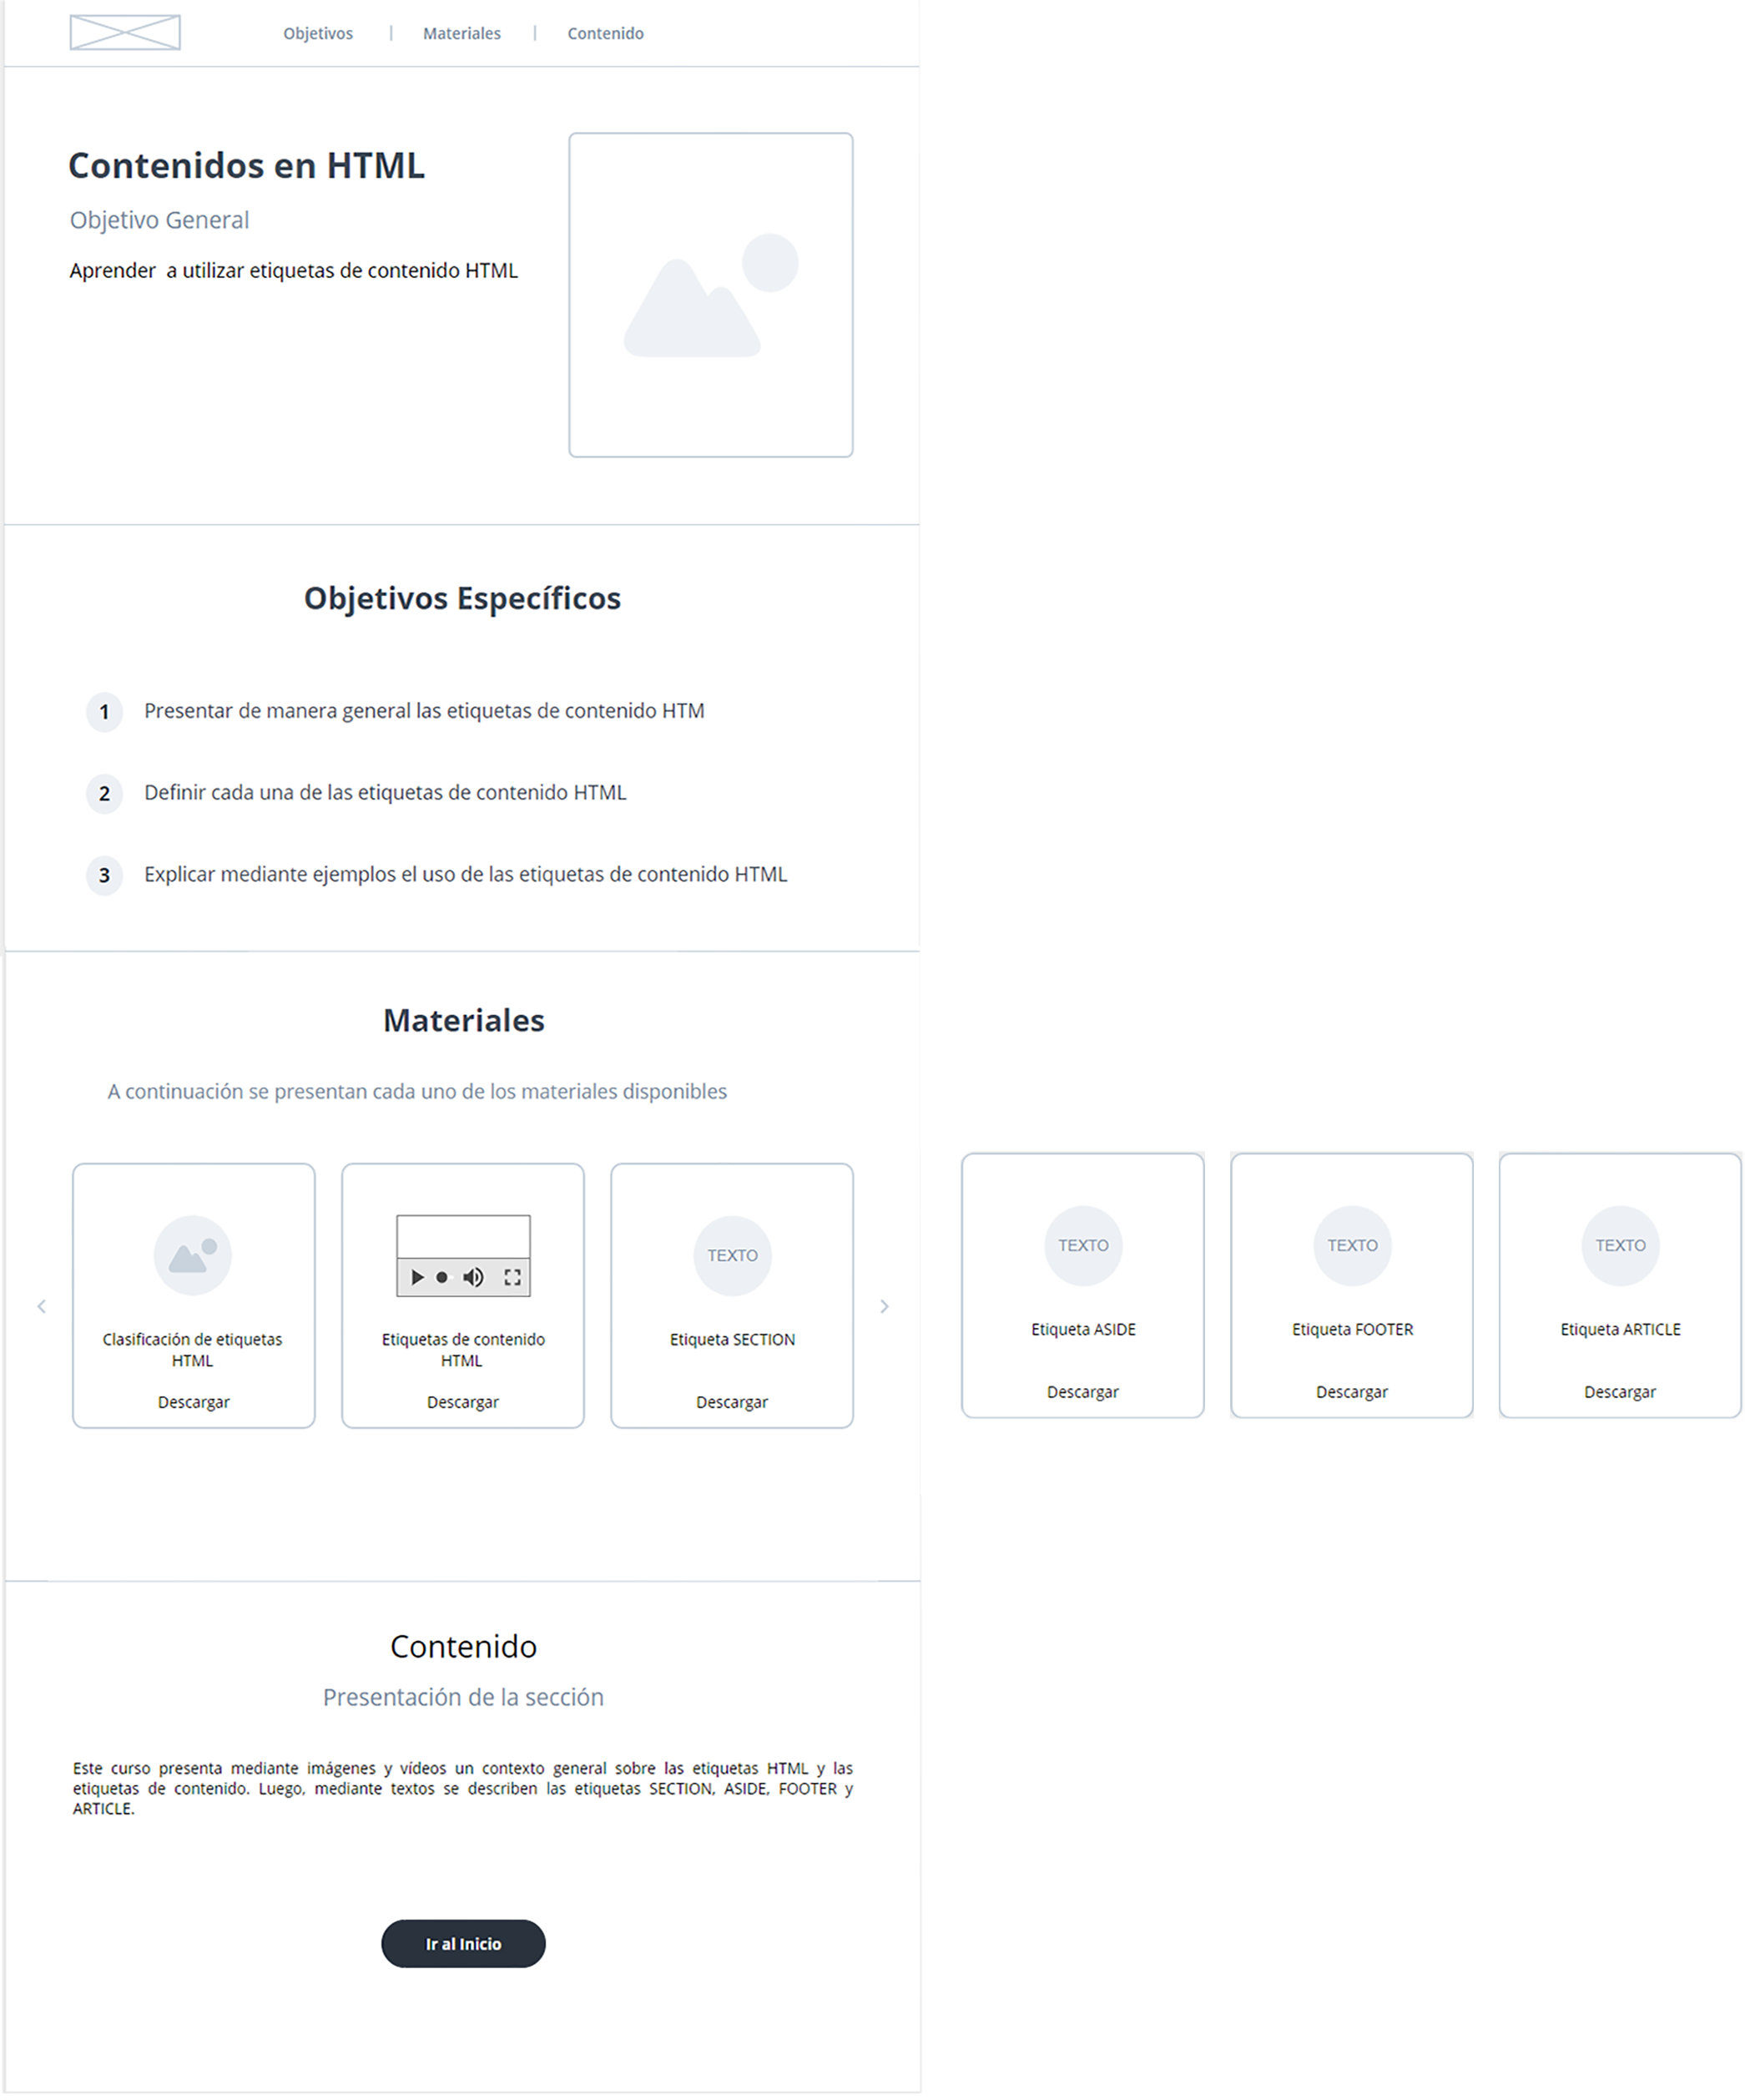 Objetivos | Materiales | Contenido
Contenidos en HTML
Objetivo General
Aprender a utilizar etiquetas de contenido HTML
Objetivos Específicos
1 Presentar de manera general las etiquetas de contenido HTM
2 Definir cada una de las etiquetas de contenido HTML
3 Explicar mediante ejemplos el uso de las etiquetas de contenido HTML
Materiales
A continuación se presentan cada uno de los materiales disponibles
Clasificación de etiquetas
HTML
Descargar
Etiquetas de contenido
HTML
Descargar
TEXTO
Etiqueta SECTION
Descargar
TEXTO
Etiqueta ASIDE
Descargar
TEXTO
Etiqueta FOOTER
Descargar
TEXTO
Etiqueta ARTICLE
Descargar
Contenido
Presentación de la sección
Este curso presenta mediante imágenes y vídeos un contexto general sobre las etiquetas HTML y las
etiquetas de contenido. Luego, mediante textos se describen las etiquetas SECTION, ASIDE, FOOTER y
ARTICLE.
Ir al Inicio